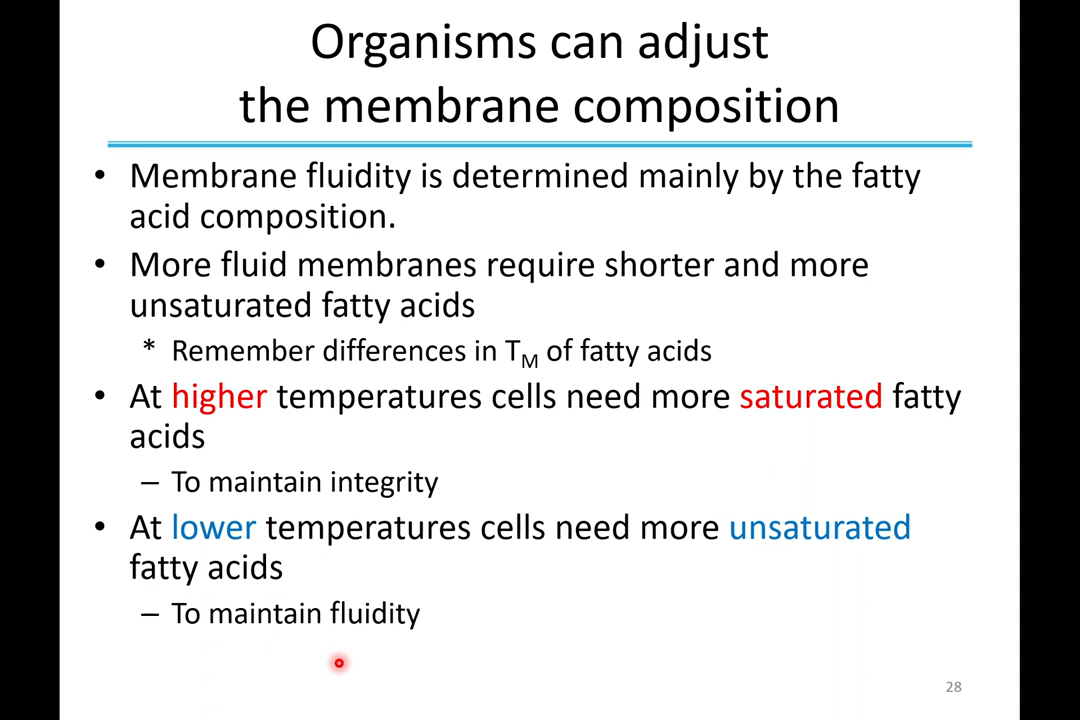 Organisms can adjust
the membrane composition
• Membrane fluidity is determined mainly by the fatty
acid composition.
• More fluid membranes require shorter and more
unsaturated fatty acids
* Remember differences in TM of fatty acids
• At higher temperatures cells need more saturated fatty
acids
– To maintain integrity
• At lower temperatures cells need more unsaturated
fatty acids
– To maintain fluidity
28